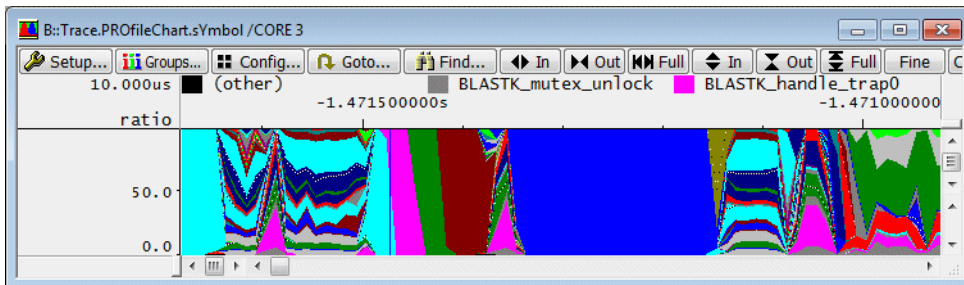 B::Trace.PROfileChart.sYmbol /CORE 3
Setup... Groups... Config... Goto... Find... In Out Full In Out Full Fine C
10.000us (other) BLASTK_mutex_unlock BLASTK_handle_trap0
-1.471500000s -1.471000000
ratio
50.0
0.0